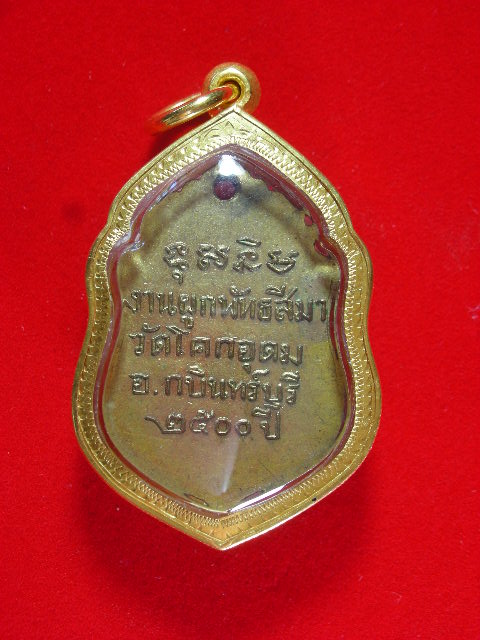 งานผูกพัทธสีมา
วัดโคกอุดม
อ.กบินทร์บุรี
๒๕๐๐ปี